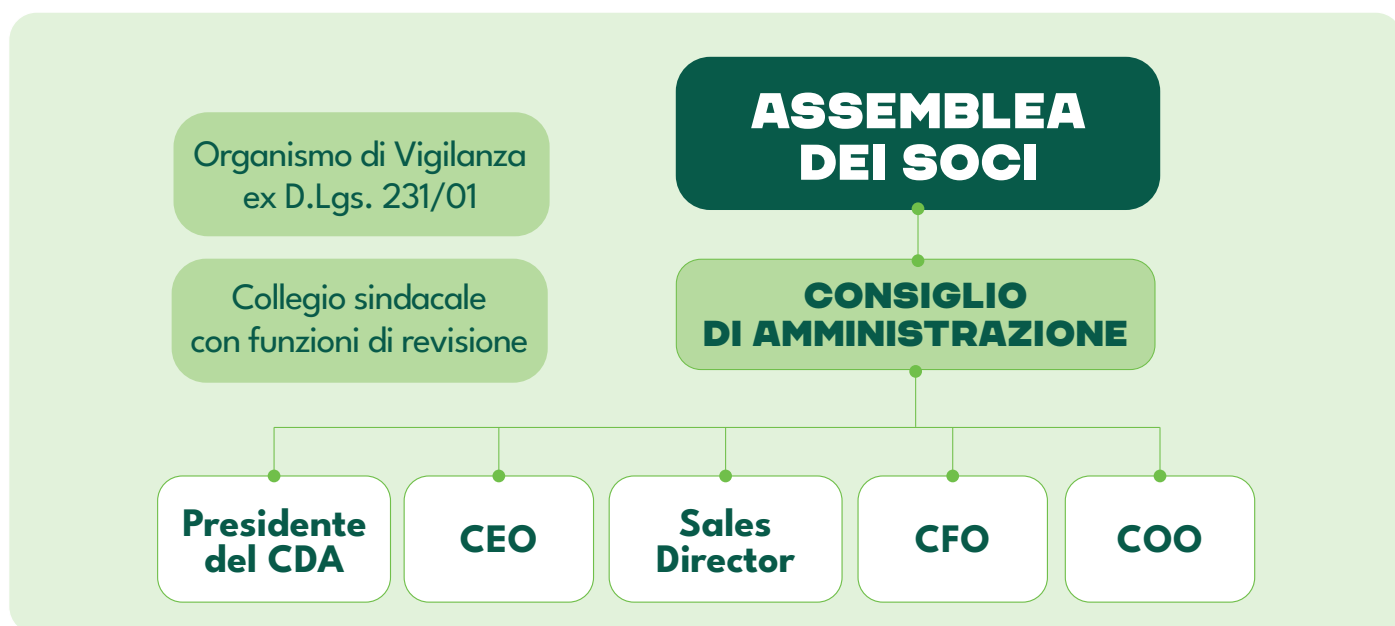 ASSEMBLEA
DEI SOCI
Organismo di Vigilanza
ex D.Lgs. 231/01
Collegio sindacale
con funzioni di revisione
CONSIGLIO
DI AMMINISTRAZIONE
Presidente
del CDA
CEO
Sales
Director
CFO
COO